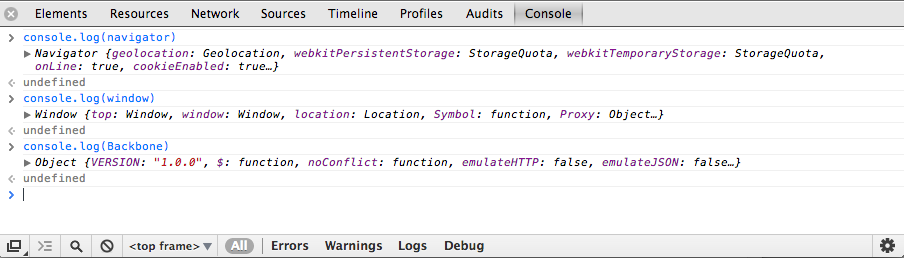 Elements Resources Network Sources Timeline Profiles Audits Console
console.log(navigator)
Navigator {geolocation: Geolocation, webkitPersistentStorage: StorageQuota, webkitTemporaryStorage: StorageQuota,
onLine: true, cookieEnabled: true…}
undefined
console.log(window)
Window {top: Window, window: Window, location: Location, Symbol: function, Proxy: Object…}
undefined
console.log(Backbone)
Object {VERSION: "1.0.0", $: function, noConflict: function, emulateHTTP: false, emulateJSON: false…}
undefined
<top frame> All Errors Warnings Logs Debug